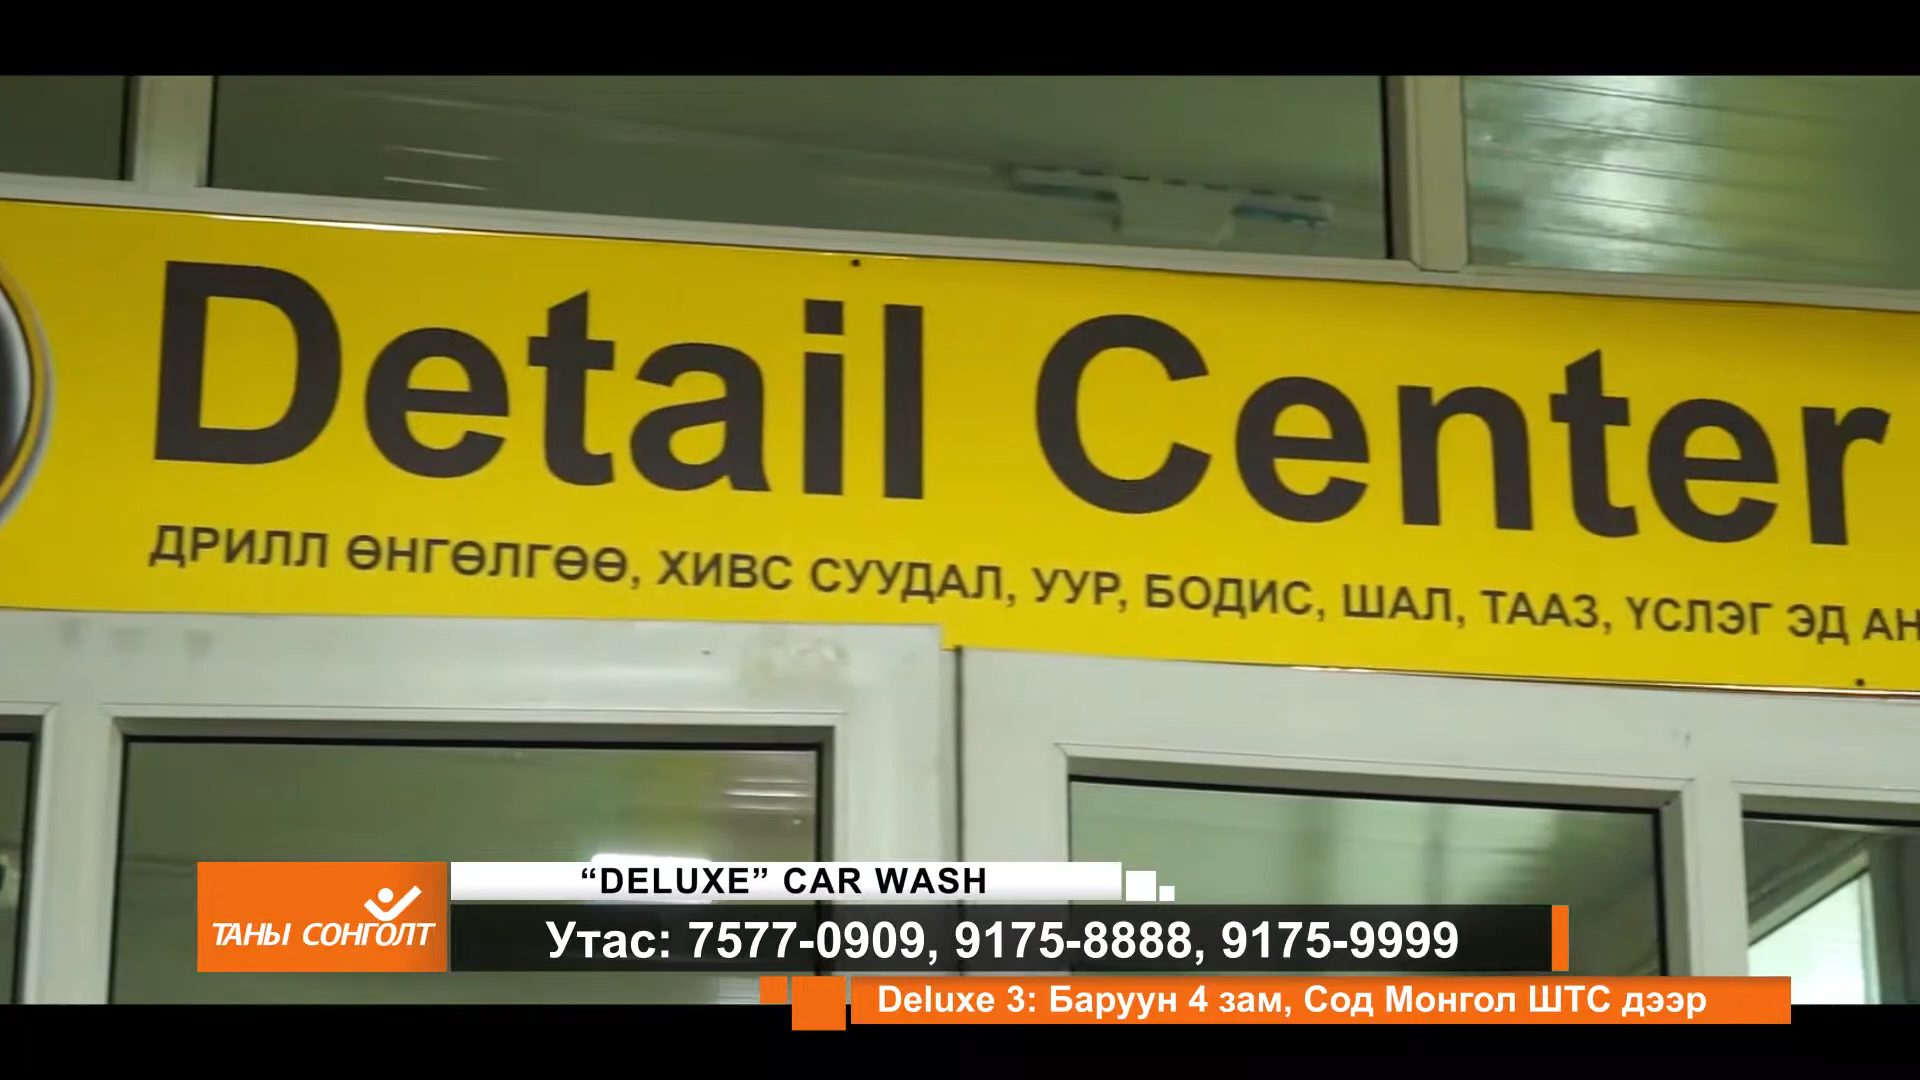 Detail Center
ДРИЛЛ ӨНГӨЛГӨӨ, ХИВС СУУДАЛ, УУР, БОДИС, ШАЛ, ТААЗ, ҮСЛЭГ ЭД АН
“DELUXE” CAR WASH
ТАНЫ СОНГОЛТ
Утас: 7577-0909, 9175-8888, 9175-9999
Deluxe 3: Баруун 4 зам, Сод Монгол ШТС дээр